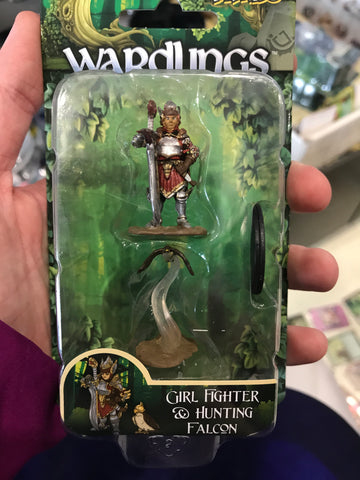 WARDLINGS
GIRL FIGHTER
& HUNTING
FALCON